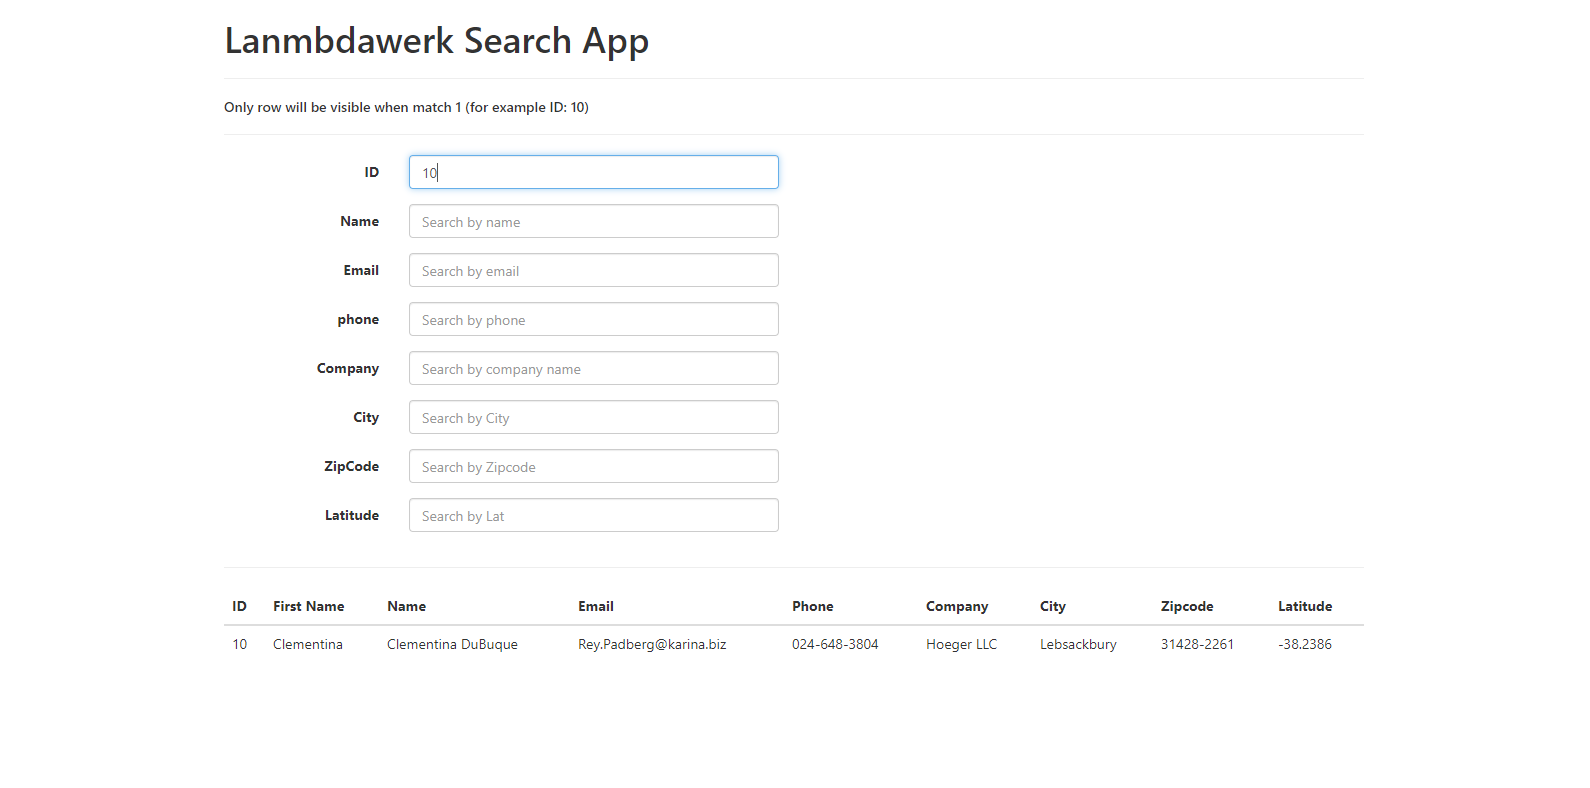 Lanmbdawerk Search App
Only row will be visible when match 1 (for example ID: 10)
ID 10
Name Search by name
Email Search by email
phone Search by phone
Company Search by company name
City Search by City
ZipCode Search by Zipcode
Latitude Search by Lat
ID First Name Name Email Phone Company City Zipcode Latitude
10 Clementina Clementina DuBuque Rey.Padberg@karina.biz 024-648-3804 Hoeger LLC Lebsackbury 31428-2261 -38.2386